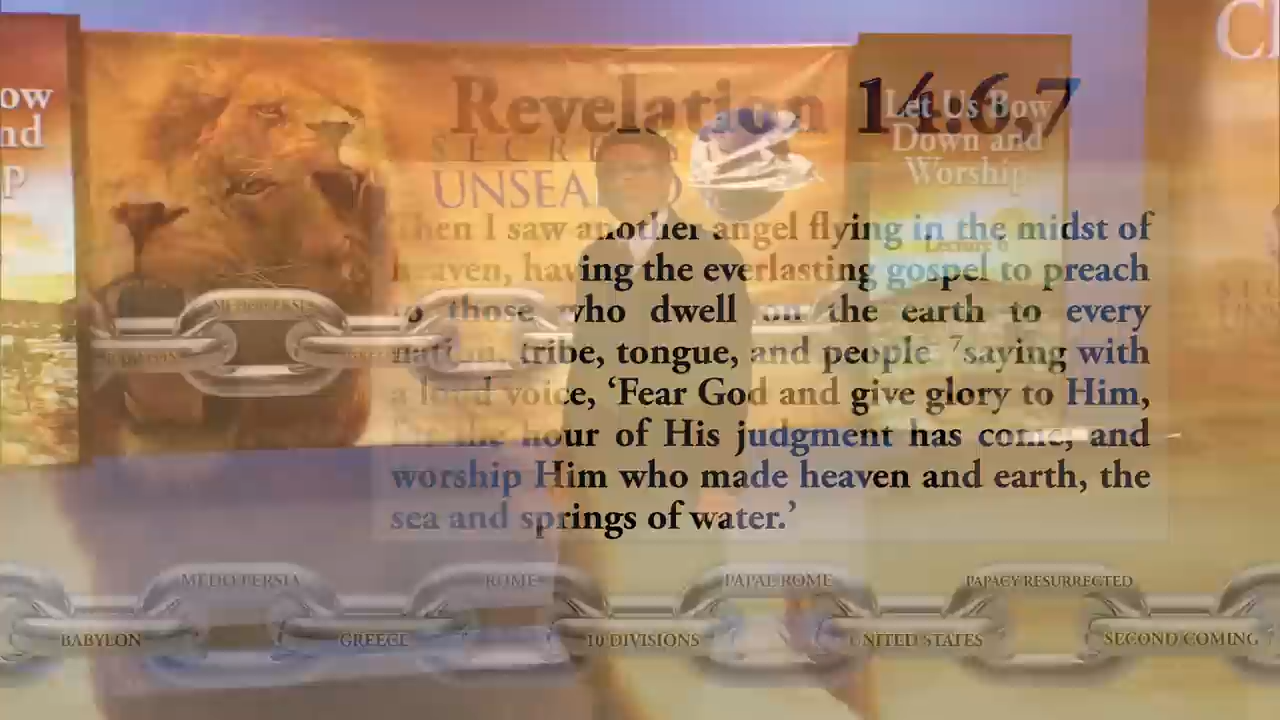 Revelation 14:6,7
SECRETS
UNSEALED
ow
nd
P
Let Us Bow
Down and
Worship
Lecture 6
Cl
Then I saw another angel flying in the midst of
heaven, having the everlasting gospel to preach
to those who dwell on the earth to every
nation, tribe, tongue, and people 7saying with
a loud voice, ‘Fear God and give glory to Him,
for the hour of His judgment has come, and
worship Him who made heaven and earth, the
sea and springs of water.’
MEDO PERSIA
BABYLON
MEDO PERSIA
ROME
PAPAL ROME
PAPACY RESURRECTED
BABYLON
GREECE
10 DIVISIONS
UNITED STATES
SECOND COMING